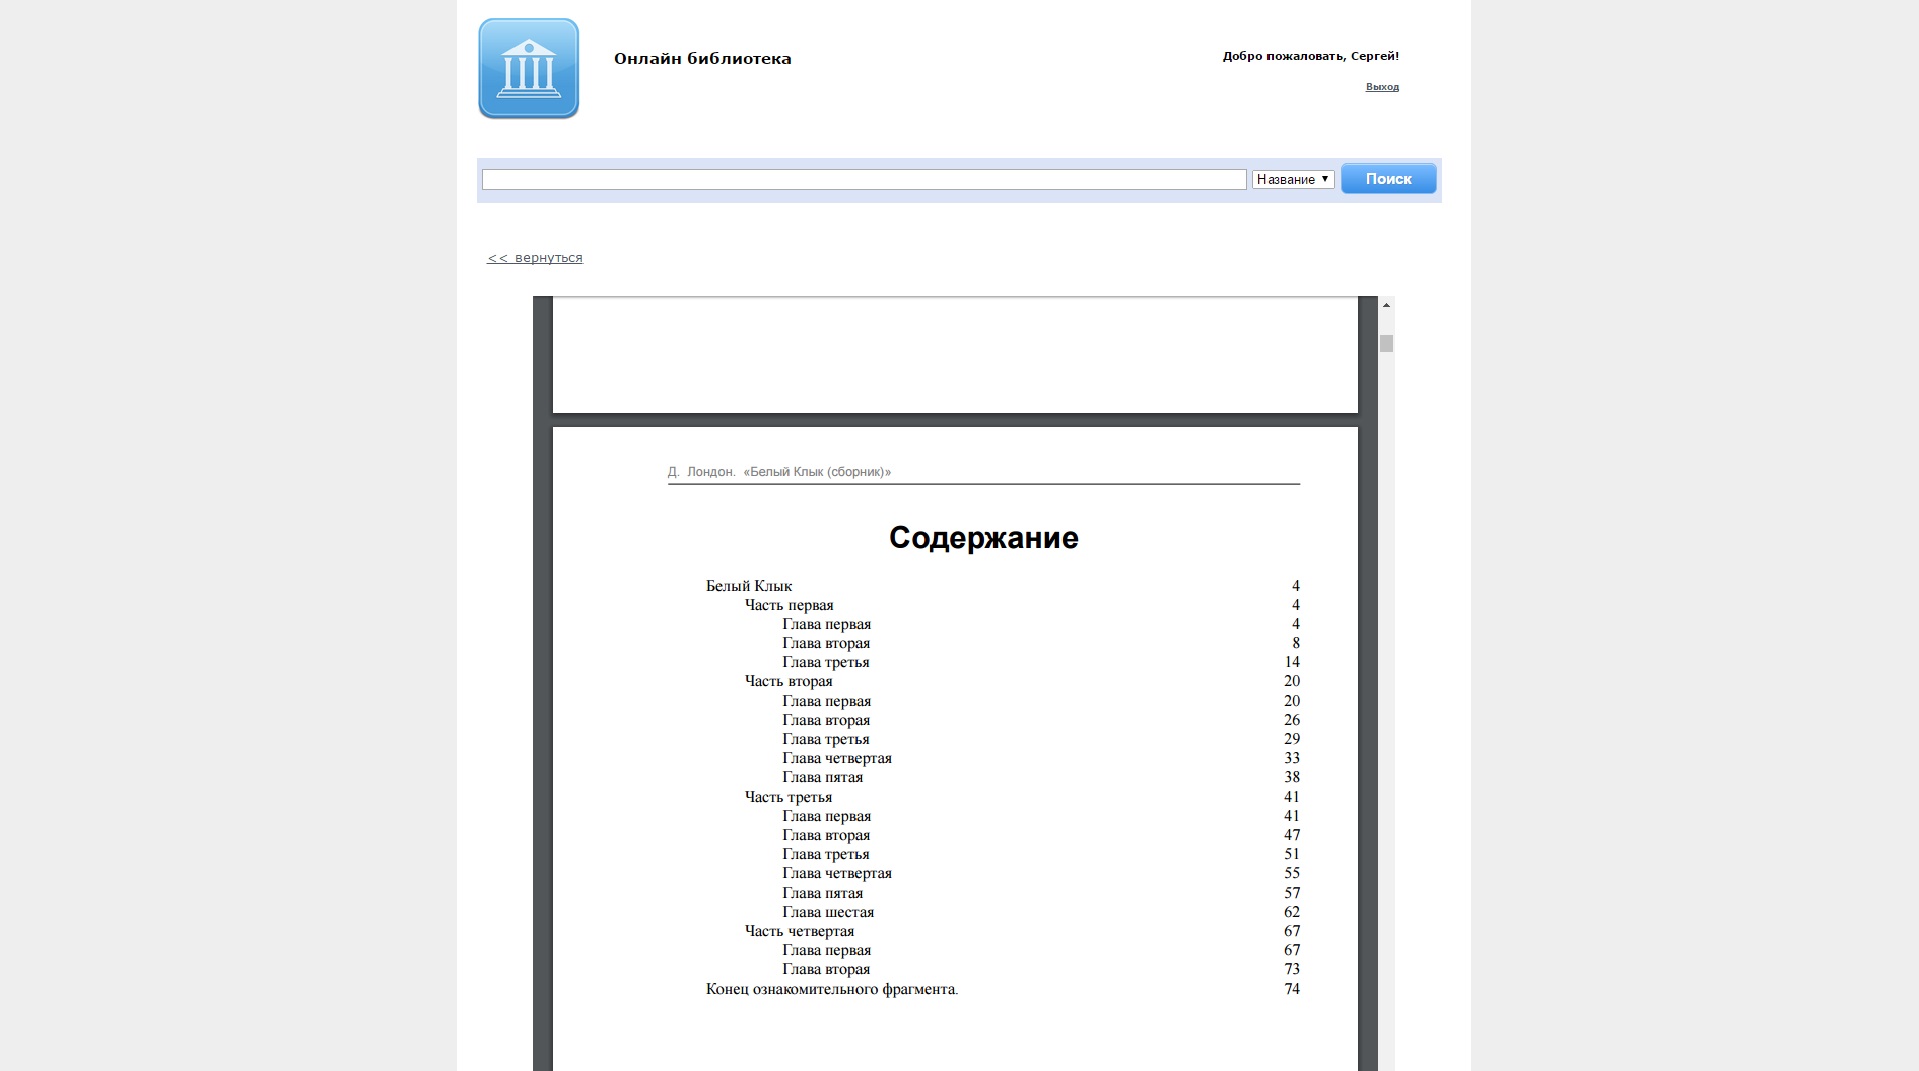 Онлайн библиотека
Добро пожаловать, Сергей!
Выход
Название
Поиск
<< вернуться
Д. Лондон. «Белый Клык (сборник)»
Содержание
Белый Клык 4
Часть первая 4
Глава первая 4
Глава вторая 8
Глава третья 14
Часть вторая 20
Глава первая 20
Глава вторая 26
Глава третья 29
Глава четвертая 33
Глава пятая 38
Часть третья 41
Глава первая 41
Глава вторая 47
Глава третья 51
Глава четвертая 55
Глава пятая 57
Глава шестая 62
Часть четвертая 67
Глава первая 67
Глава вторая 73
Конец ознакомительного фрагмента. 74